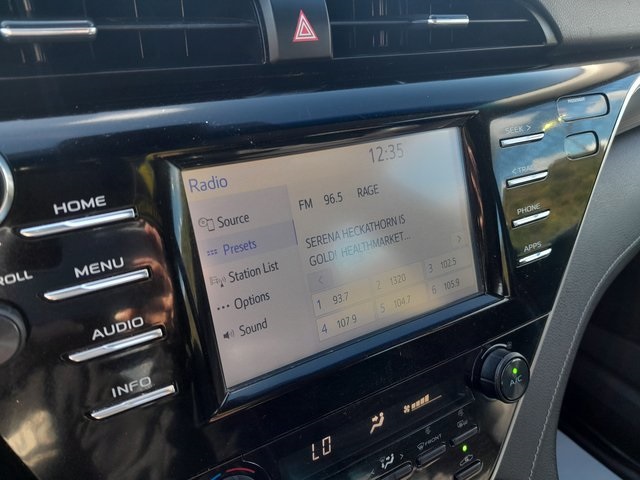 12:35
Radio
FM 96.5 RAGE
Source
Presets
Station List
Options
Sound
SERENA HECKATHORN IS
GOLD! HEALTHMARKET...
1 93.7 2 1320 3 102.5
4 107.9 5 104.7 6 105.9
HOME
MENU
AUDIO
INFO
SEEK >
PHONE
APPS
A/C
LO
FRONT